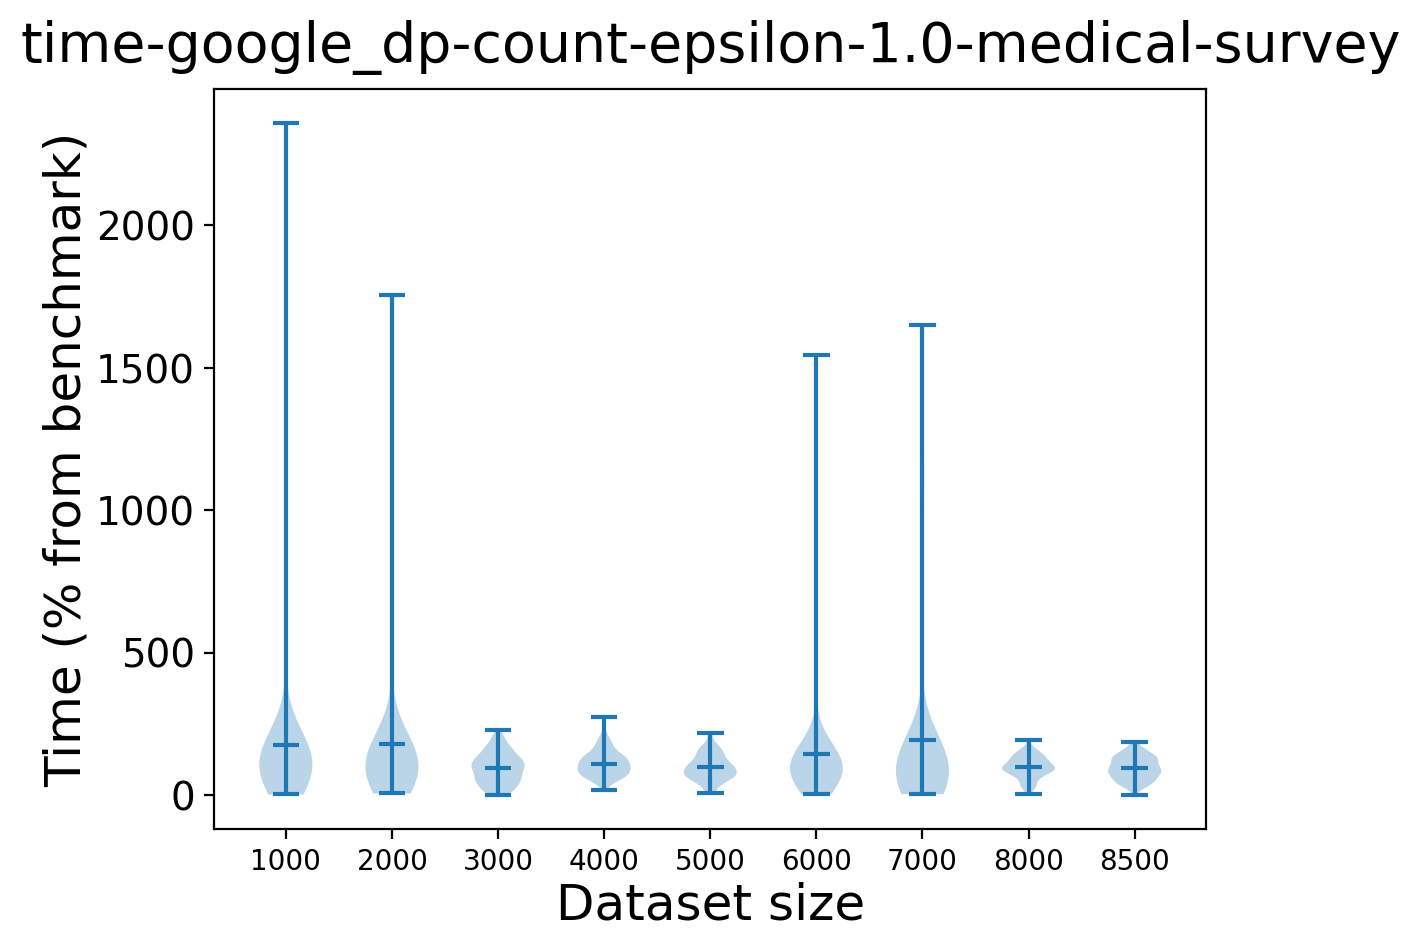 time-google_dp-count-epsilon-1.0-medical-survey
Time (% from benchmark)
2000
1500
1000
500
0
1000 2000 3000 4000 5000 6000 7000 8000 8500
Dataset size